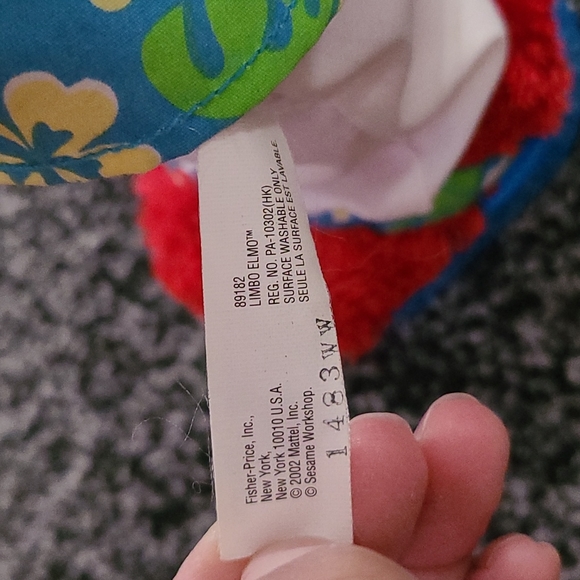 89182
LIMBO ELMO™
REG. NO. PA-10302(HK)
SURFACE WASHABLE ONLY
SEULE LA SURFACE EST LAVABLE
Fisher-Price, Inc.,
New York,
New York 10010 U.S.A.
© 2002 Mattel, Inc.
© Sesame Workshop.
1483WW